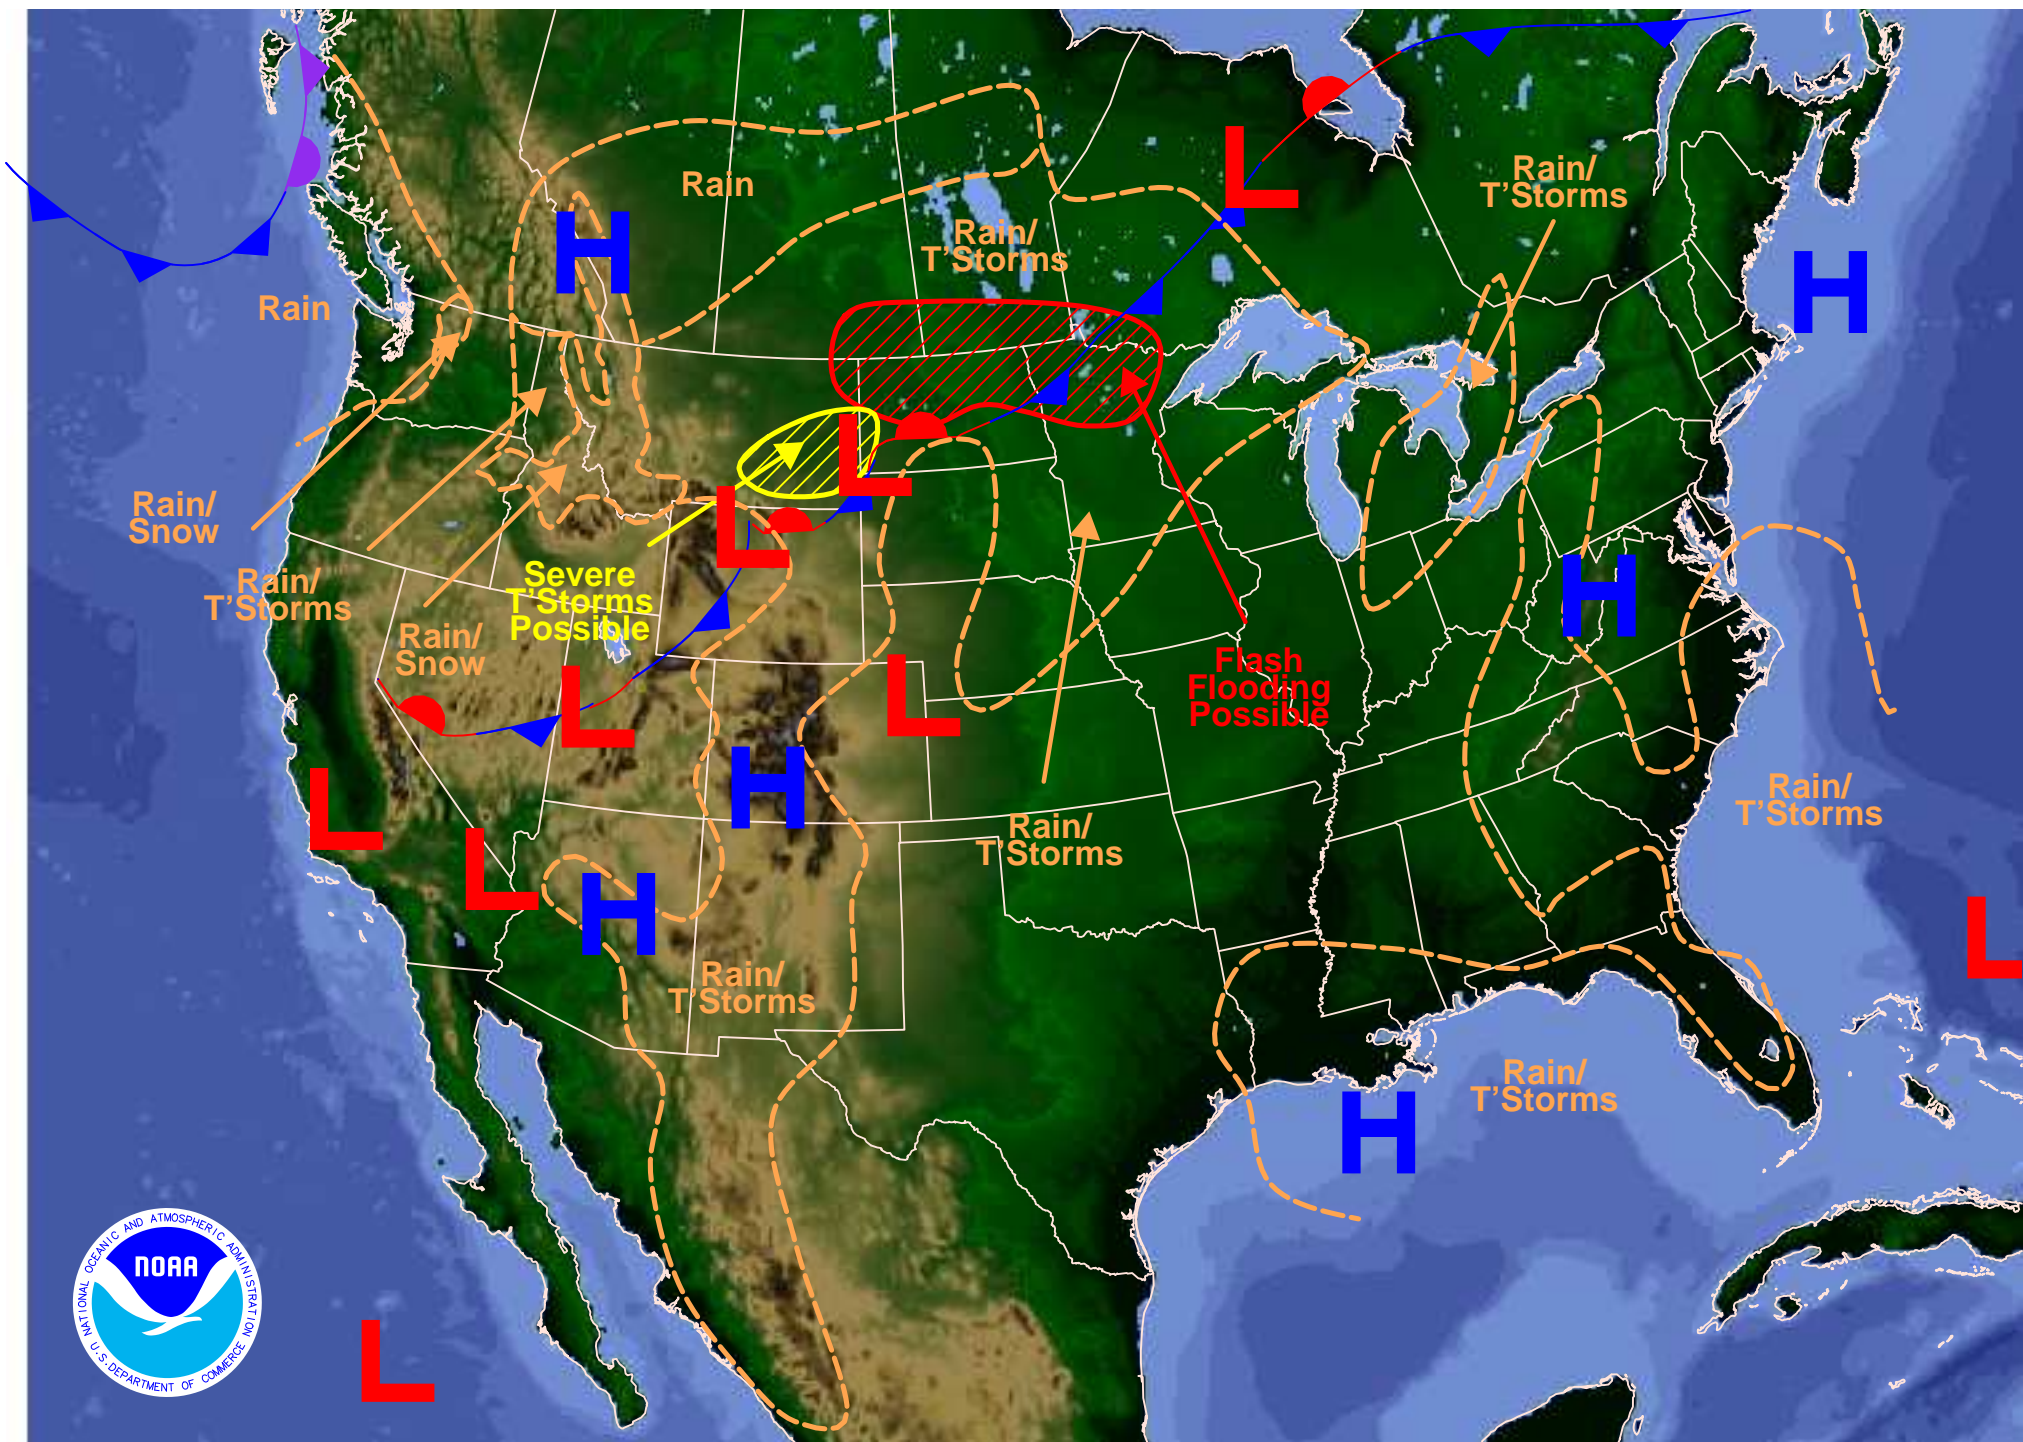 L
Rain/
T'Storms
Rain
H
Rain/
T'Storms
H
Rain
L
L
Rain/
Snow
Severe
T'Storms
Possible
Rain/
T'Storms
H
Rain/
Snow
Flash
Flooding
Possible
L
L
H
L
Rain/
T'Storms
L
Rain/
T'Storms
H
L
Rain/
T'Storms
Rain/
T'Storms
H
NATIONAL OCEANIC AND ATMOSPHERIC ADMINISTRATION
NOAA
U.S. DEPARTMENT OF COMMERCE
L